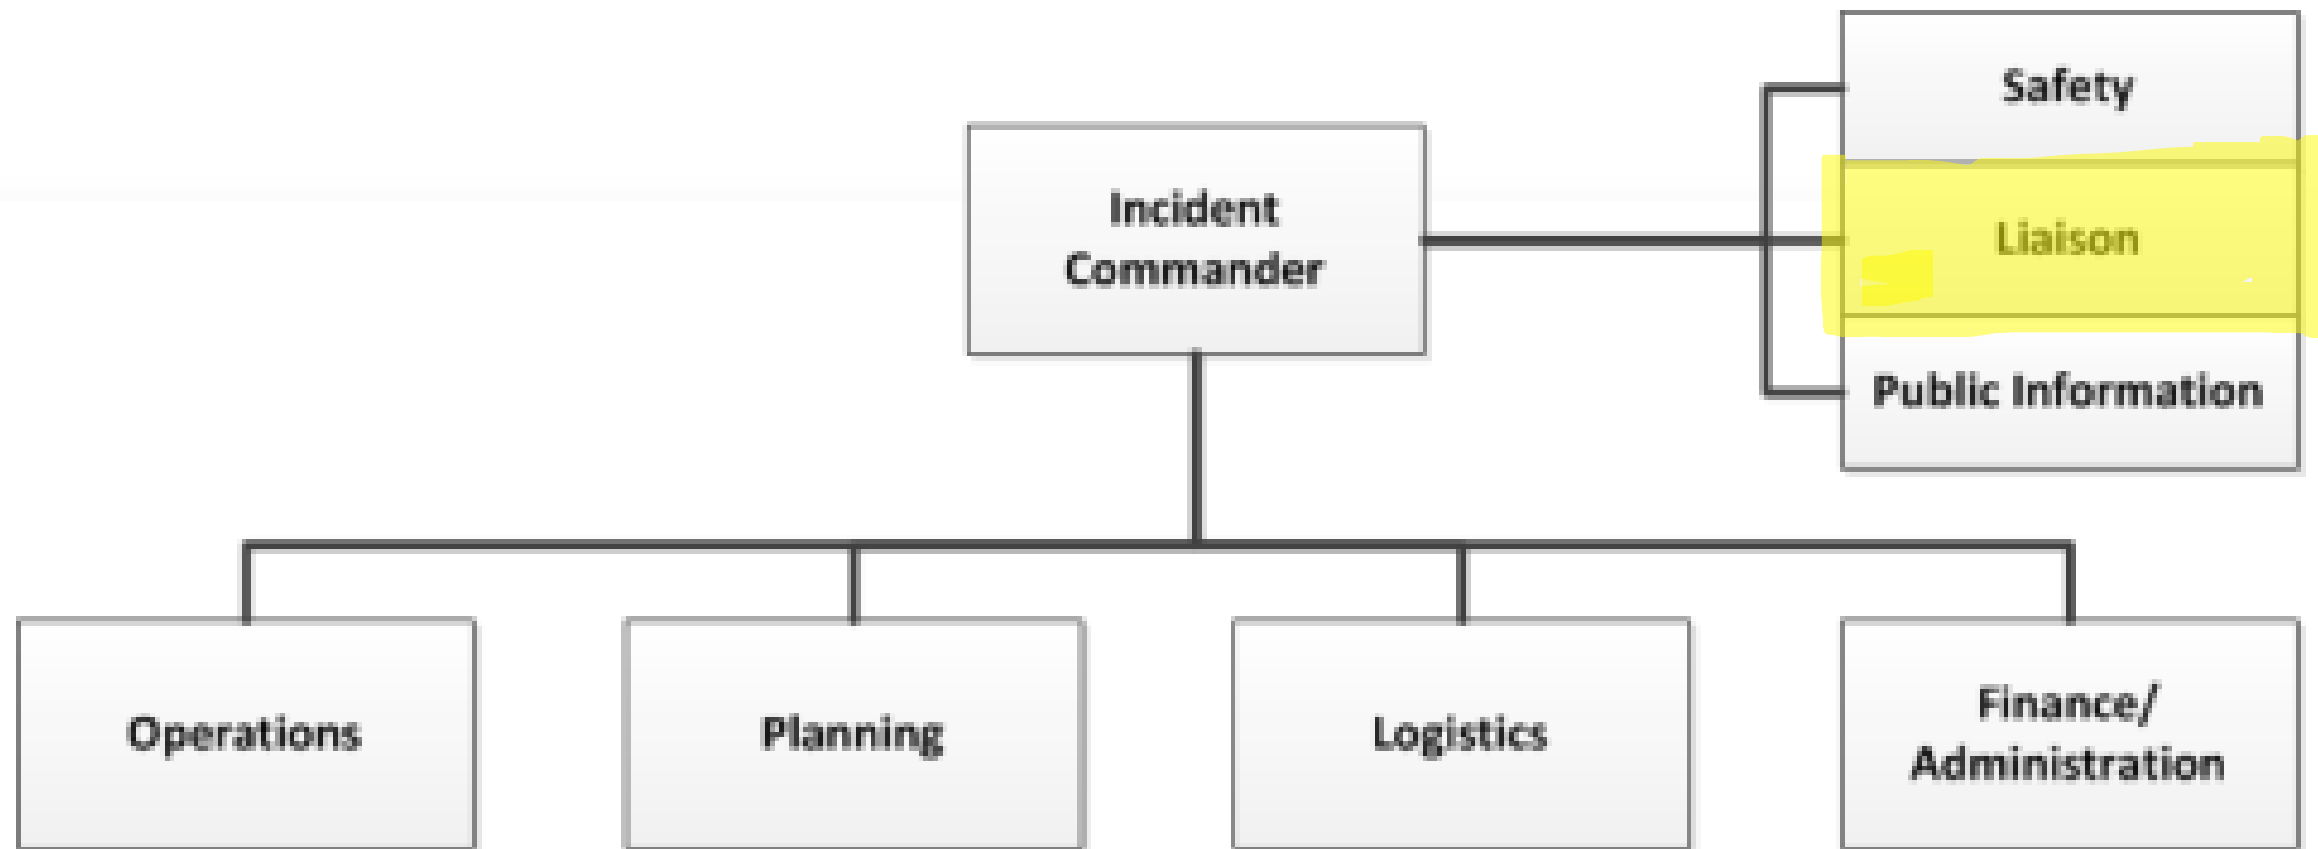 Safety
Incident
Commander
Liaison
Public Information
Operations
Planning
Logistics
Finance/
Administration